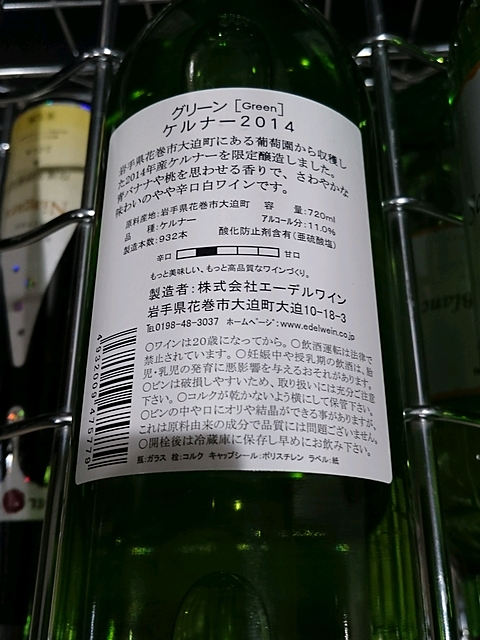 グリーン [Green]
ケルナー2014
岩手県花巻市大迫町にある葡萄園から収穫し
た2014年産ケルナーを限定醸造しました。
青バナナや桃を思わせる香りで、さわやかな
味わいのやや辛口白ワインです。
原料産地:岩手県花巻市大迫町 容 量:720ml
品 種:ケルナー アルコール分:11.0%
製造本数:932本 酸化防止剤含有(亜硫酸塩)
辛口 甘口
もっと美味しい、もっと高品質なワインづくり。
製造者:株式会社エーデルワイン
岩手県花巻市大迫町大迫10-18-3
TEL0198-48-3037 ホームページ:www.edelwein.co.jp
○ワインは20歳になってから。○飲酒運転は法律で
禁止されています。○妊娠中や授乳期の飲酒は、胎
児・乳児の発育に悪影響を与えるおそれがあります。
○ビンは破損しやすいため、取り扱いには充分ご注意
下さい。○コルクが乾かないよう横にして保管下さい。
○ビンの中や口にオリや結晶ができる事がありますが、
これは原料由来の成分で品質には問題ございません。
○開栓後は冷蔵庫に保存し早めにお飲み下さい。
瓶:ガラス 栓:コルク キャップシール:ポリスチレン ラベル:紙